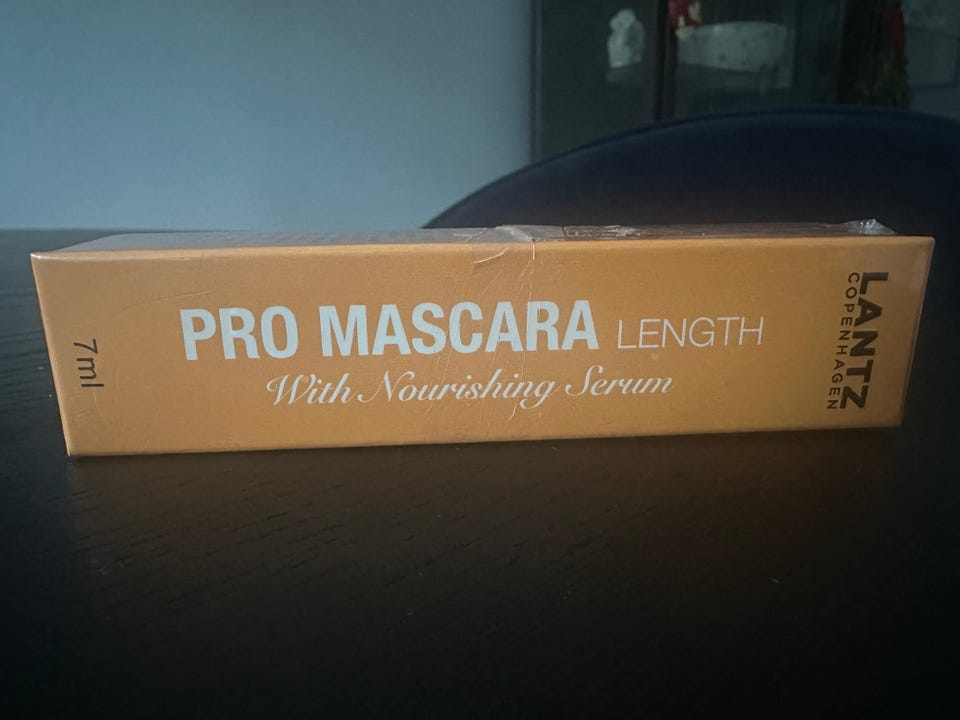 7ml
PRO MASCARA LENGTH
With Nourishing Serum
LANTZ
COPENHAGEN